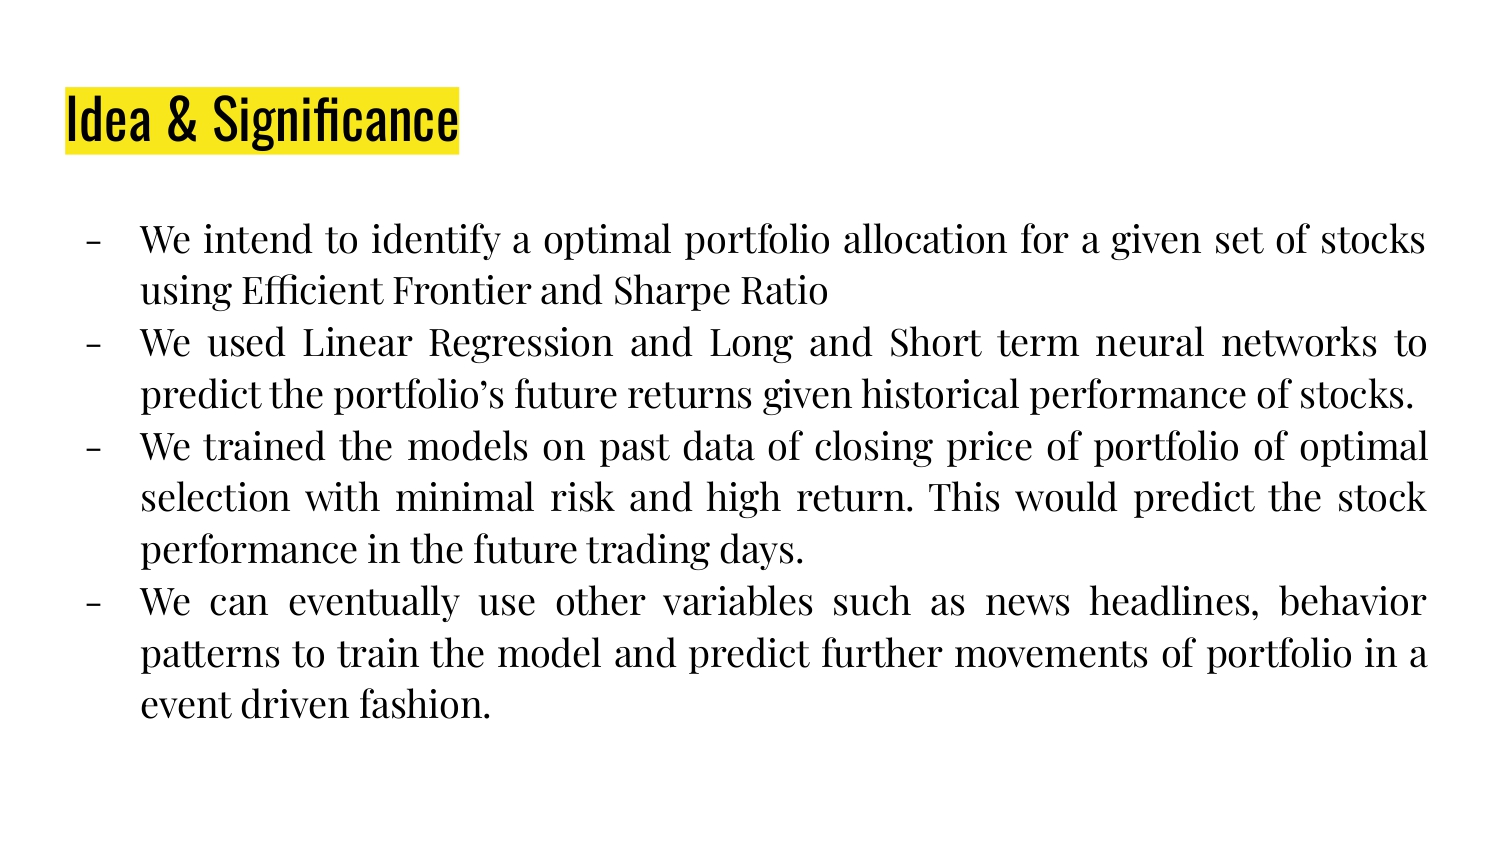 Idea & Significance
- We intend to identify a optimal portfolio allocation for a given set of stocks
using Efficient Frontier and Sharpe Ratio
- We used Linear Regression and Long and Short term neural networks to
predict the portfolio’s future returns given historical performance of stocks.
- We trained the models on past data of closing price of portfolio of optimal
selection with minimal risk and high return. This would predict the stock
performance in the future trading days.
- We can eventually use other variables such as news headlines, behavior
patterns to train the model and predict further movements of portfolio in a
event driven fashion.